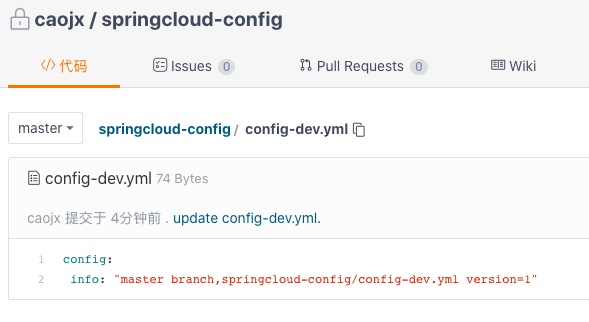 caojx / springcloud-config
代码 Issues 0 Pull Requests 0 Wiki
master springcloud-config / config-dev.yml
config-dev.yml 74 Bytes
caojx 提交于 4分钟前 . update config-dev.yml.
1 config:
2 info: "master branch,springcloud-config/config-dev.yml version=1"